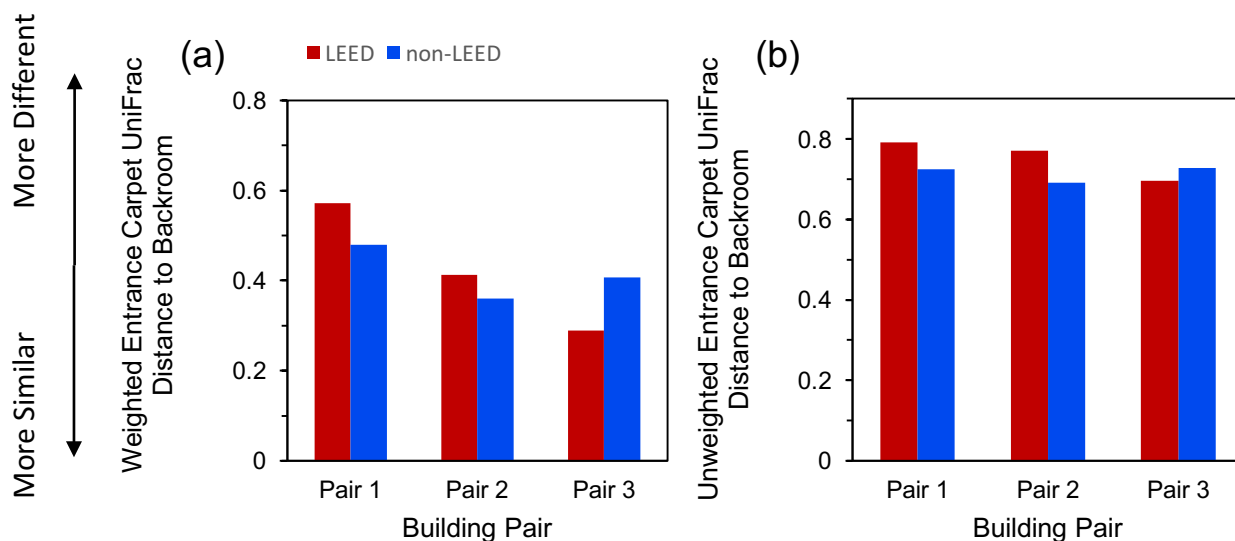 More Different
More Similar
(a)
LEED non-LEED
Weighted Entrance Carpet UniFrac
Distance to Backroom
0.8
0.6
0.4
0.2
0
Pair 1 Pair 2 Pair 3
Building Pair
(b)
Unweighted Entrance Carpet UniFrac
Distance to Backroom
0.8
0.6
0.4
0.2
0
Pair 1 Pair 2 Pair 3
Building Pair